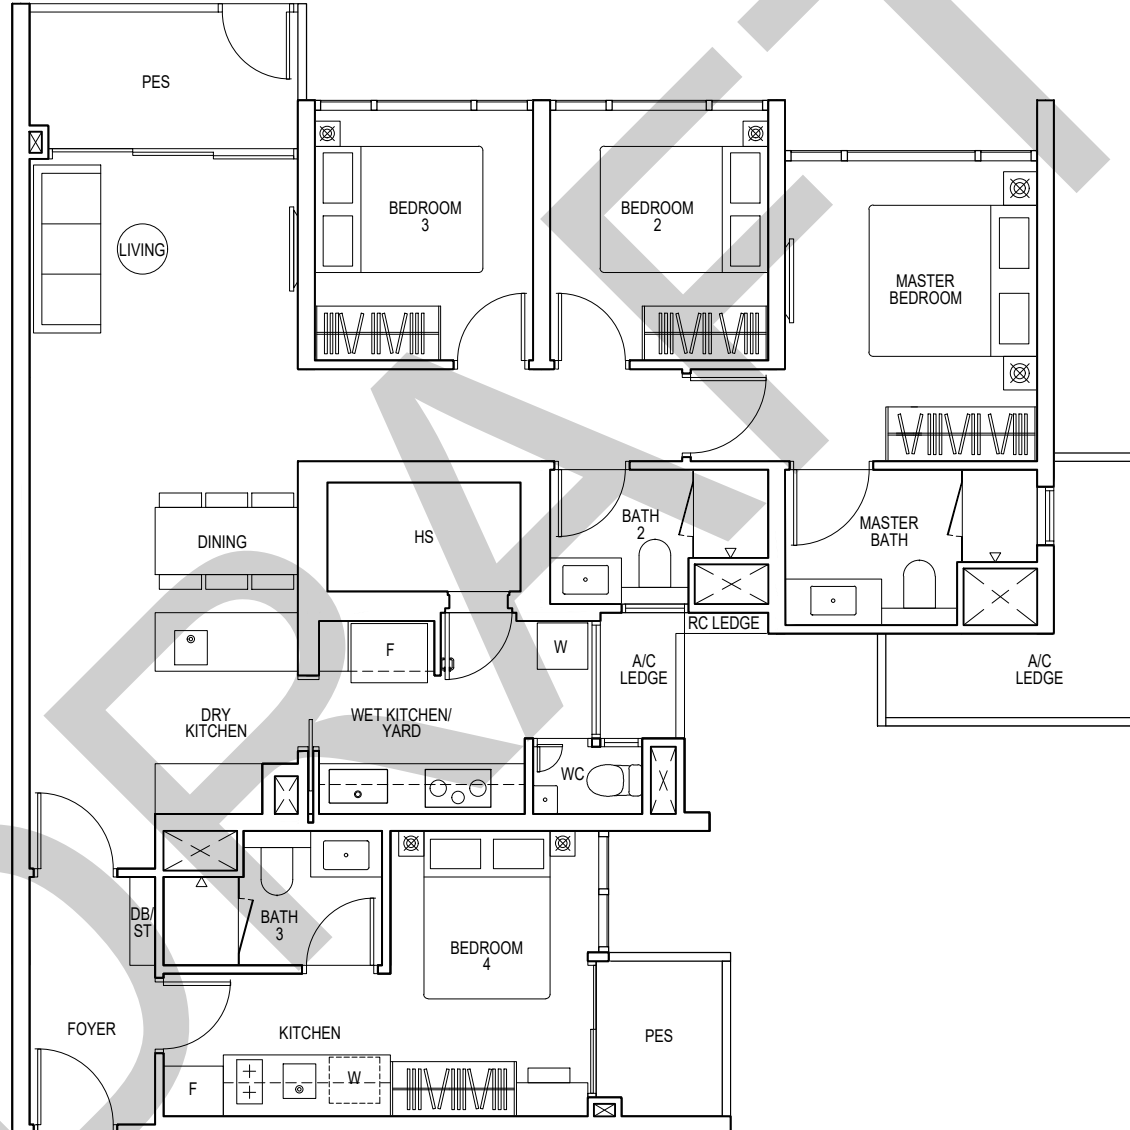 PES
BEDROOM
3
BEDROOM
2
LIVING
MASTER
BEDROOM
DINING
HS
BATH
2
MASTER
BATH
RC LEDGE
F
W
A/C
LEDGE
A/C
LEDGE
DRY
KITCHEN
WET KITCHEN/
YARD
WC
DB/
ST
BATH
3
BEDROOM
4
FOYER
KITCHEN
PES
F
W
DRAFT